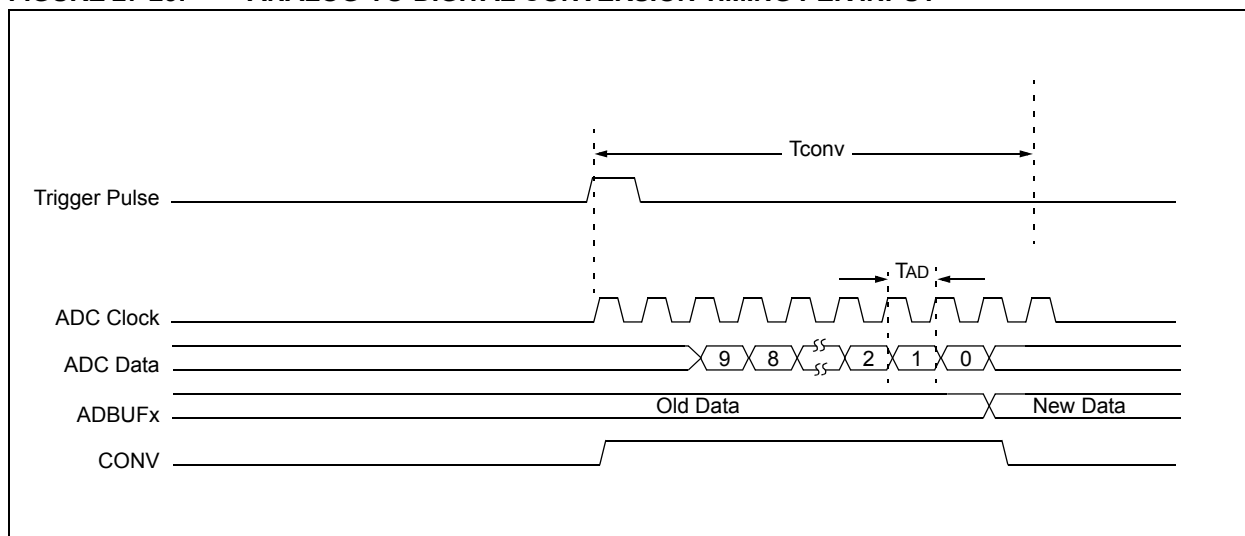 Tconv
Trigger Pulse
TAD
ADC Clock
ADC Data
9 8 2 1 0
ADBUFx
Old Data
New Data
CONV